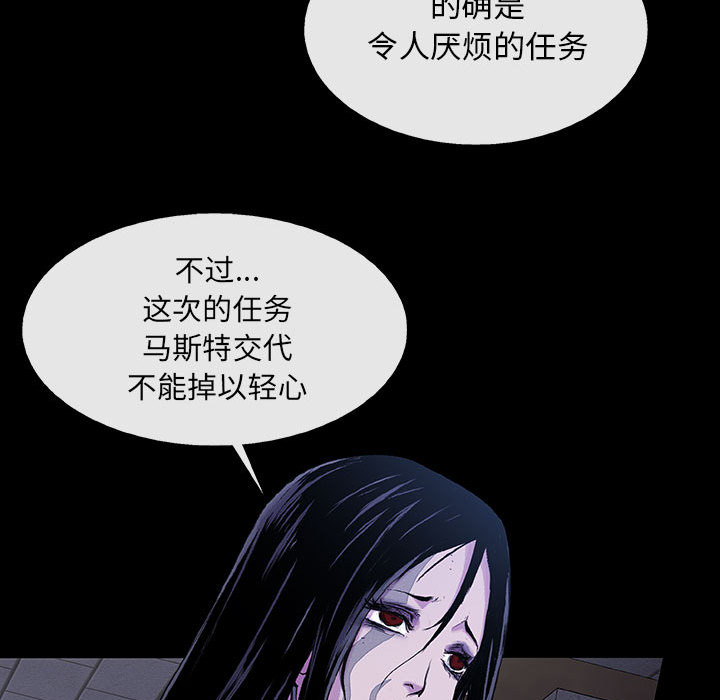 的确是
令人厌烦的任务
不过...
这次的任务
马斯特交代
不能掉以轻心